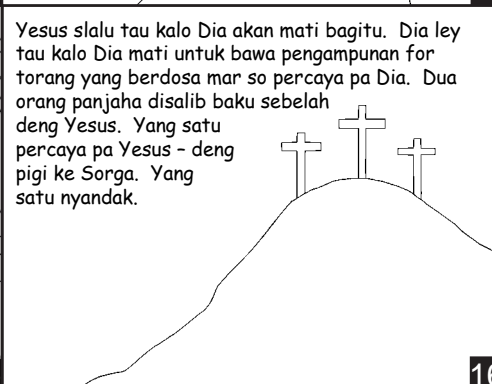 Yesus slalu tau kalo Dia akan mati bagitu.  Dia ley
tau kalo Dia mati untuk bawa pengampunan for
torang yang berdosa mar so percaya pa Dia.  Dua
orang panjaha disalib baku sebelah
deng Yesus.  Yang satu
percaya pa Yesus – deng
pigi ke Sorga.  Yang
satu nyandak.